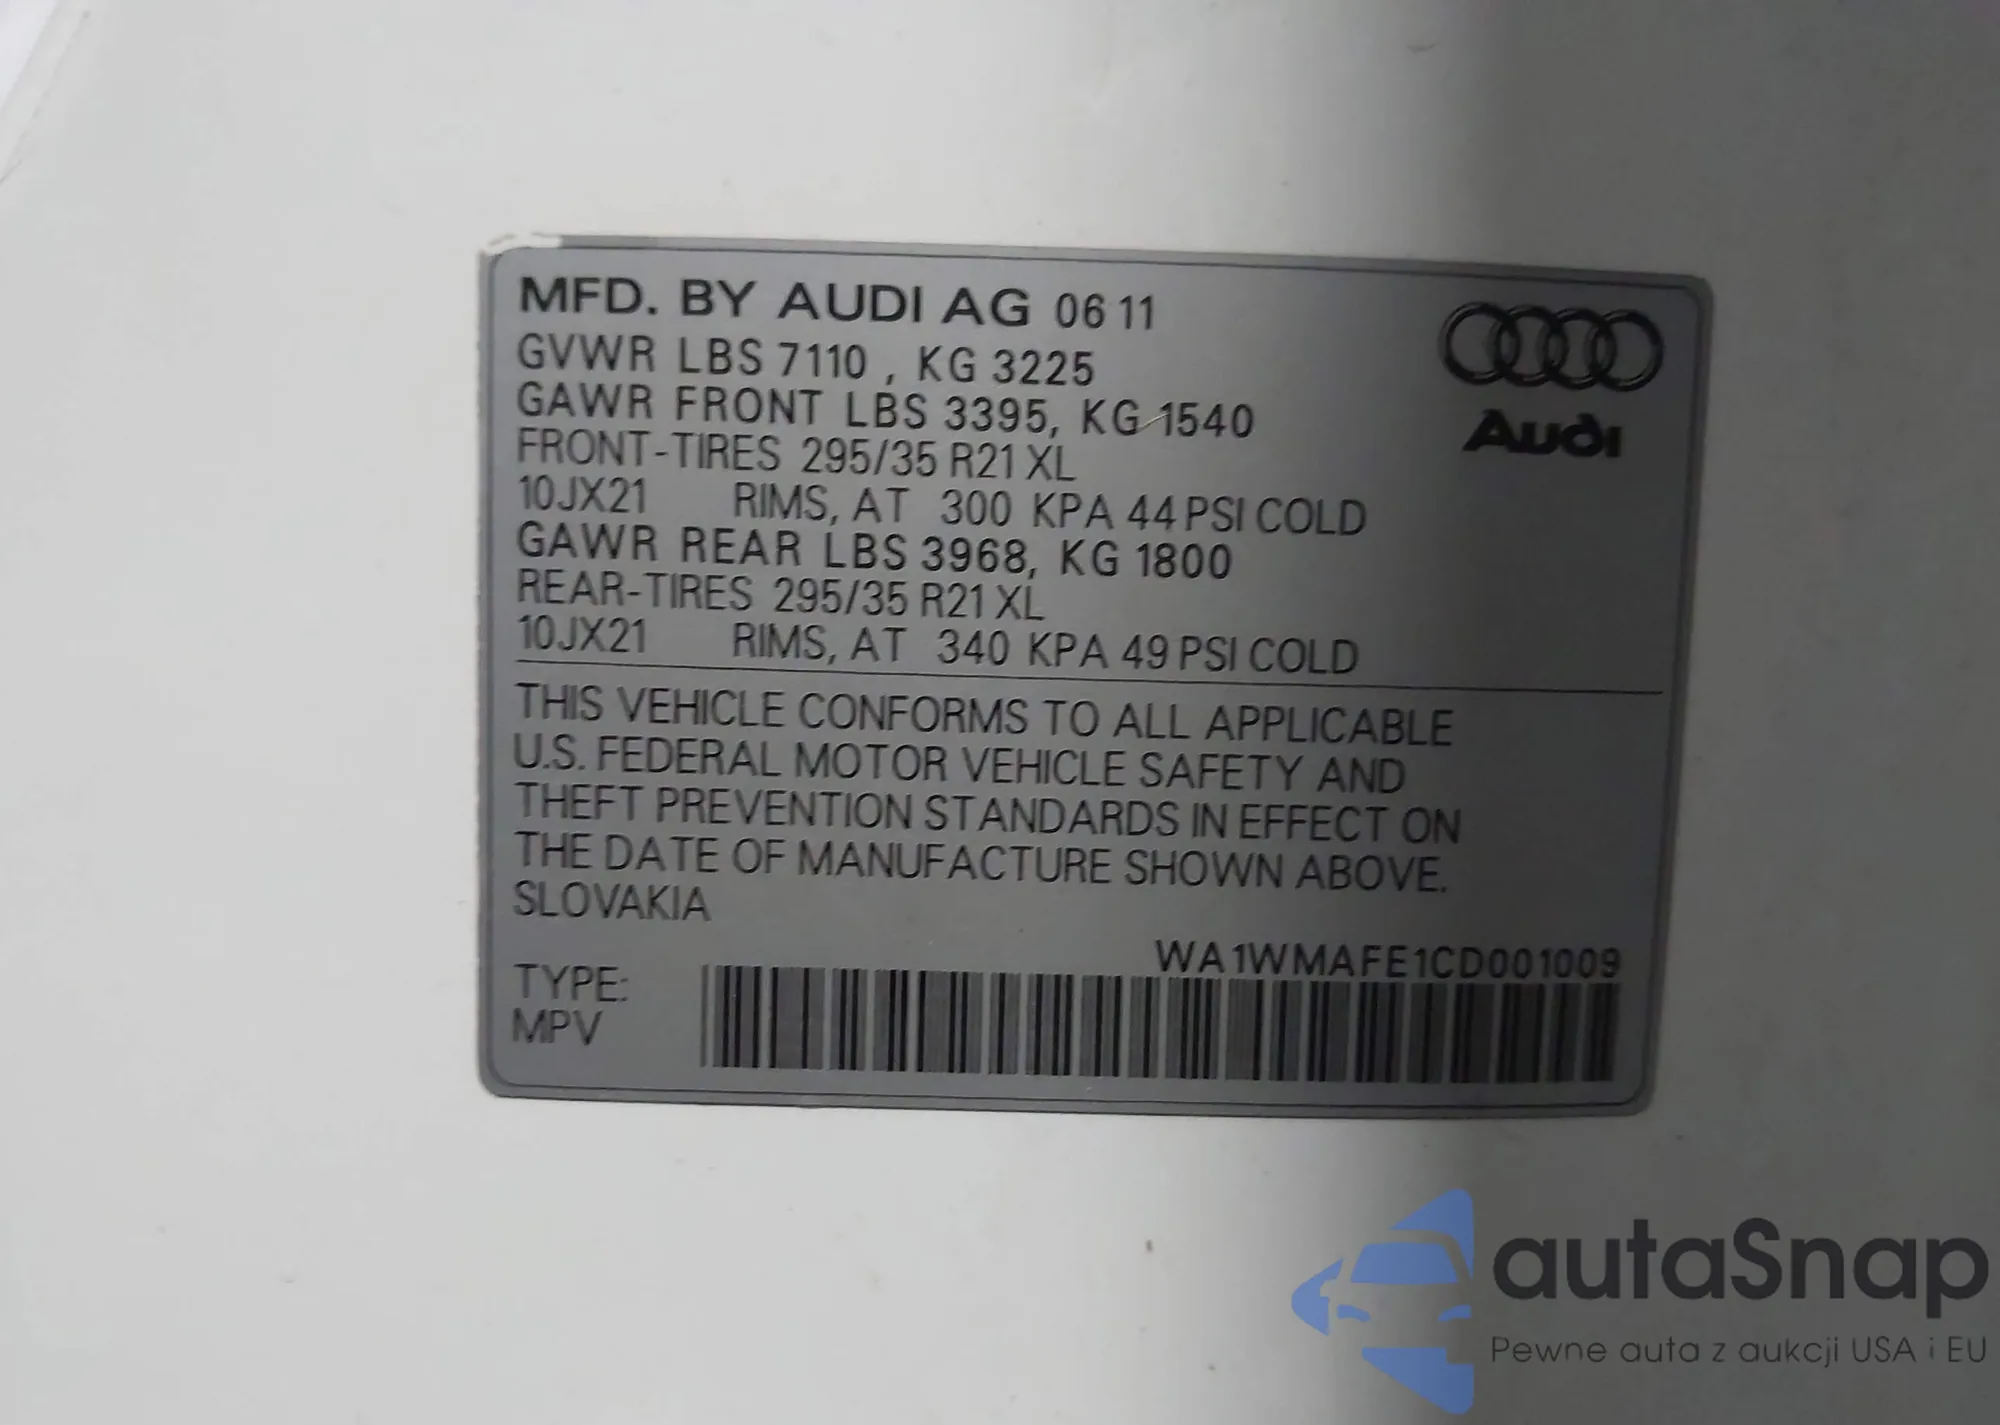 MFD. BY AUDI AG 06 11
GVWR LBS 7110 , KG 3225
GAWR FRONT LBS 3395, KG 1540
FRONT-TIRES 295/35 R21 XL
10JX21 RIMS, AT 300 KPA 44 PSI COLD
GAWR REAR LBS 3968, KG 1800
REAR-TIRES 295/35 R21 XL
10JX21 RIMS, AT 340 KPA 49 PSI COLD
Audi
THIS VEHICLE CONFORMS TO ALL APPLICABLE
U.S. FEDERAL MOTOR VEHICLE SAFETY AND
THEFT PREVENTION STANDARDS IN EFFECT ON
THE DATE OF MANUFACTURE SHOWN ABOVE.
SLOVAKIA
WA1WMAFE1CD001009
TYPE:
MPV
autaSnap
Pewne auta z aukcji USA i EU